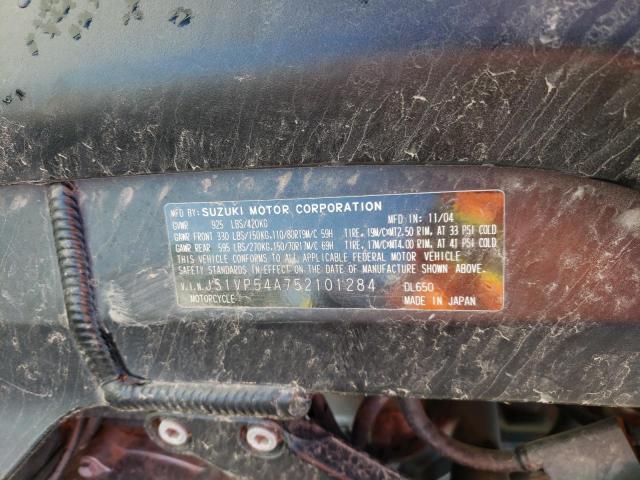 MFD BY: SUZUKI MOTOR CORPORATION MFD IN: 11/04
GVWR 925 LBS/420KG
GAWR FRONT 330 LBS/150KG,110/80R19M/C 59H TIRE, 19M/C×MT2.50 RIM, AT 33 PSI COLD
GAWR REAR 595 LBS/270KG,150/70R17M/C 69H TIRE, 17M/C×MT4.00 RIM, AT 41 PSI COLD
THIS VEHICLE CONFORMS TO ALL APPLICABLE FEDERAL MOTOR VEHICLE
SAFETY STANDARDS IN EFFECT ON THE DATE OF MANUFACTURE SHOWN ABOVE.
V.I.N. JS1VP54A752101284 DL650
MOTORCYCLE MADE IN JAPAN